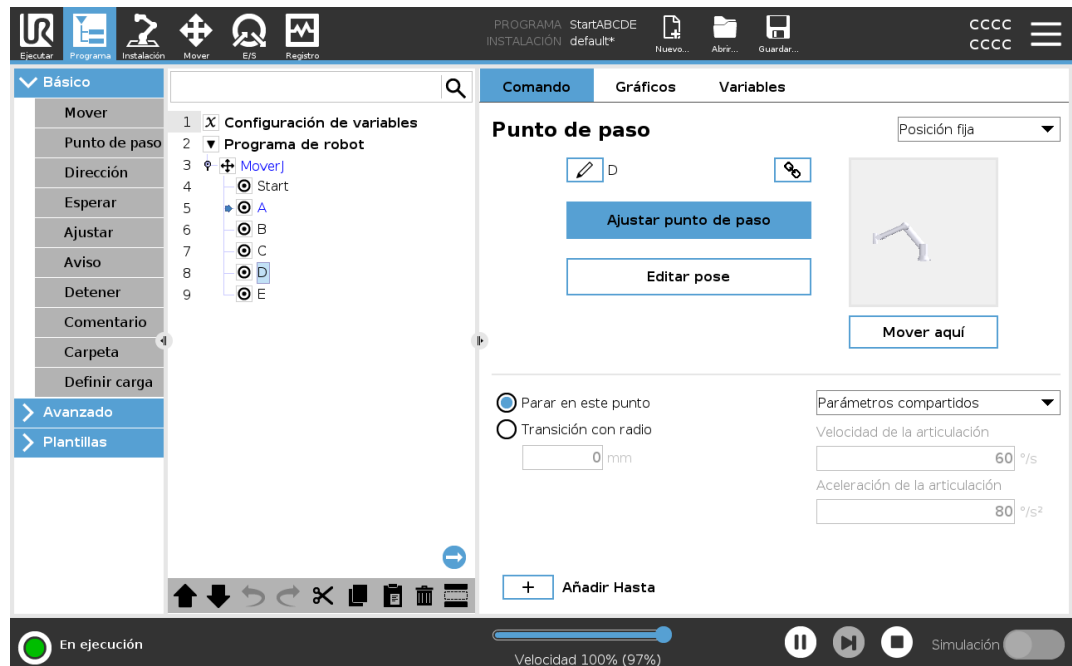 UR
PROGRAMA StartABCDE
INSTALACIÓN default*
CCCC
CCCC
Ejecutar Programa Instalación Mover E/S Registro Nuevo... Abrir... Guardar...
Básico
Mover
Punto de paso
Dirección
Esperar
Ajustar
Aviso
Detener
Comentario
Carpeta
Definir carga
Avanzado
Plantillas
1 X Configuración de variables
2 Programa de robot
3 MoverJ
4 Start
5 A
6 B
7 C
8 D
9 E
Comando Gráficos Variables
Punto de paso
Posición fija
D
Ajustar punto de paso
Editar pose
Mover aquí
Parar en este punto
Transición con radio
0 mm
Parámetros compartidos
Velocidad de la articulación
60 °/s
Aceleración de la articulación
80 °/s²
+ Añadir Hasta
En ejecución
Velocidad 100% (97%)
Simulación